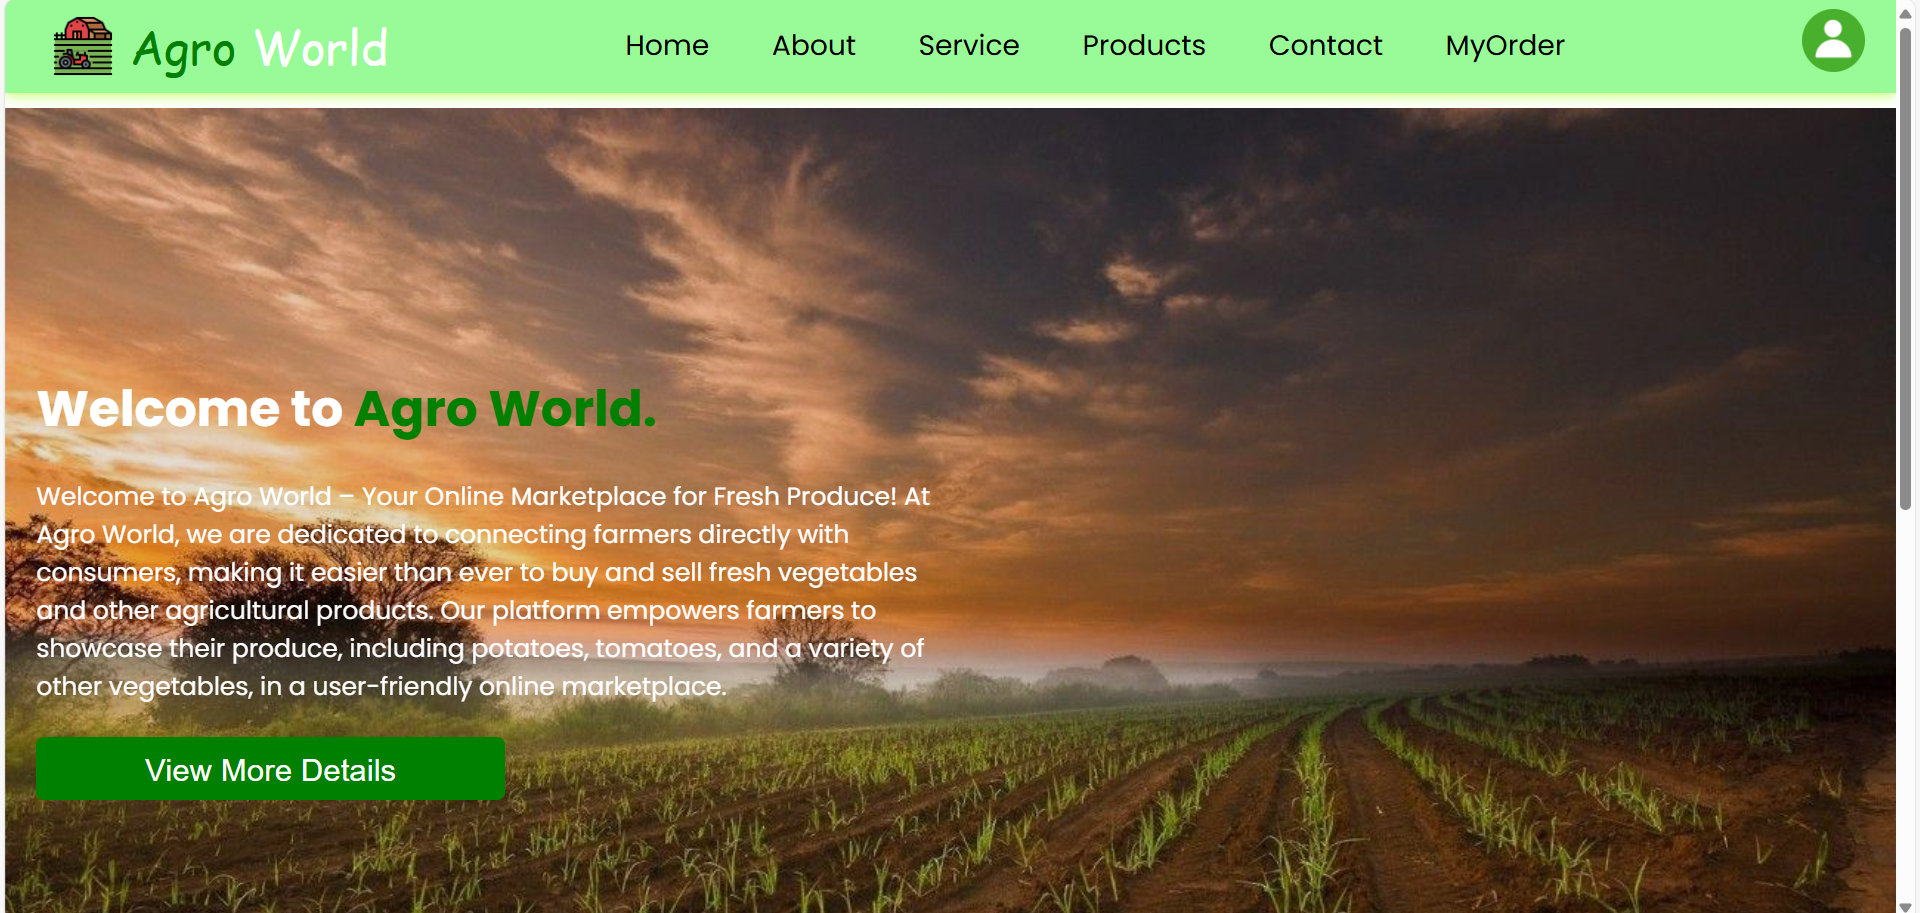 Agro World
Home
About
Service
Products
Contact
MyOrder
Welcome to Agro World.
Welcome to Agro World – Your Online Marketplace for Fresh Produce! At
Agro World, we are dedicated to connecting farmers directly with
consumers, making it easier than ever to buy and sell fresh vegetables
and other agricultural products. Our platform empowers farmers to
showcase their produce, including potatoes, tomatoes, and a variety of
other vegetables, in a user-friendly online marketplace.
View More Details